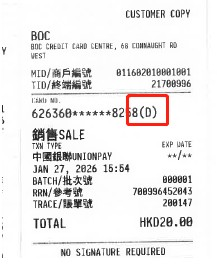 CUSTOMER COPY
BOC
BOC CREDIT CARD CENTRE, 68 CONNAUGHT RD
WEST
MID/商戶編號 011602010001001
TID/終端編號 21700996
CARD NO.
626360******8258(D)
銷售SALE
TXN TYPE EXP DATE
中國銀聯UNIONPAY **/**
JAN 27, 2026 15:54
BATCH/批次號 000001
RRN/參考號 700996452043
TRACE/賬單號 200147
TOTAL HKD20.00
NO SIGNATURE REQUIRED